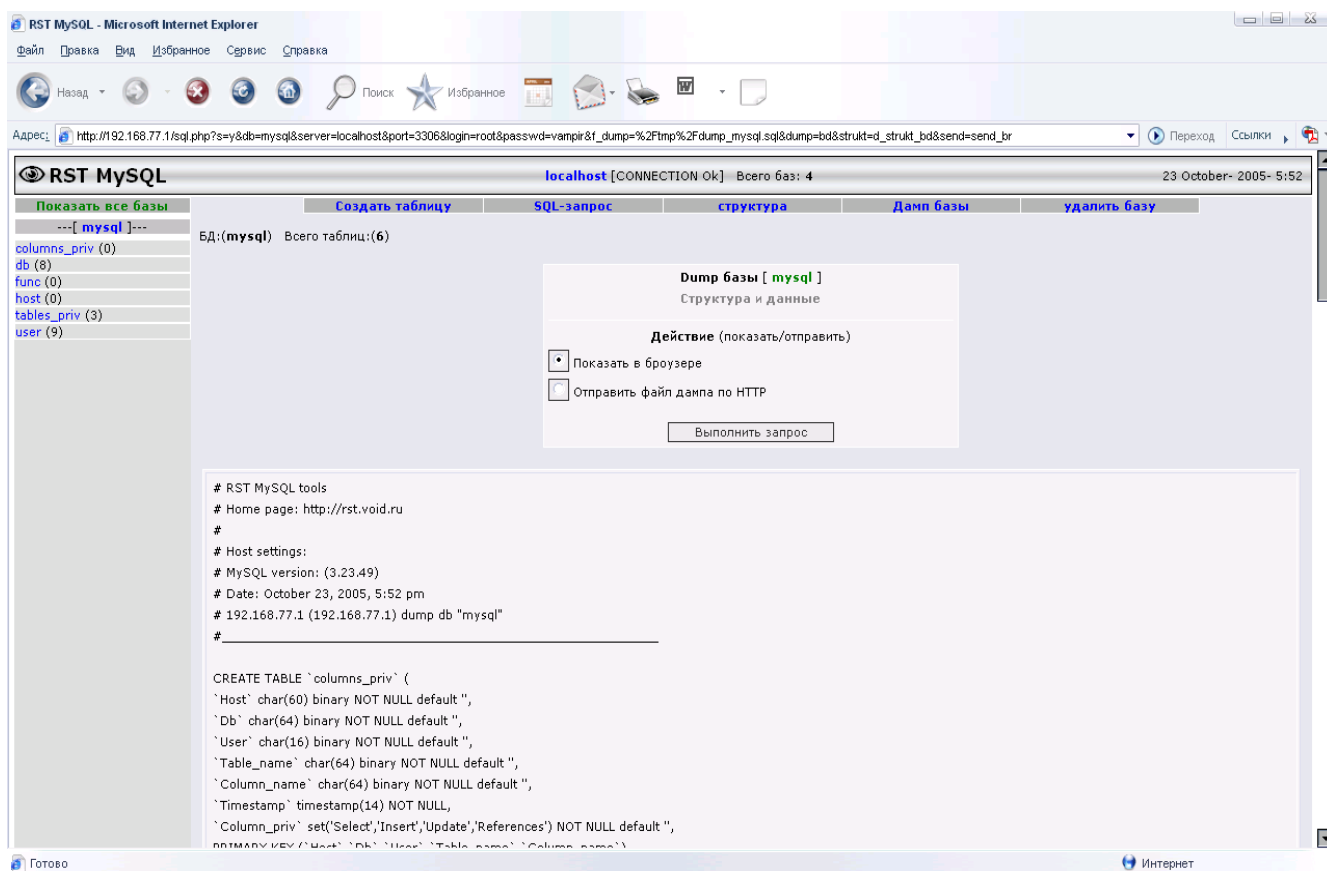 RST MySQL - Microsoft Internet Explorer
Файл Правка Вид Избранное Сервис Справка
Назад Поиск Избранное
Адрес: http://192.168.77.1/sql.php?s=y&db=mysql&server=localhost&port=3306&login=root&passwd=vampir&f_dump=%2Ftmp%2Fdump_mysql.sql&dump=bd&strukt=d_strukt_bd&send=send_br Переход Ссылки
RST MySQL localhost [CONNECTION Ok] Всего баз: 4 23 October- 2005- 5:52
Показать все базы Создать таблицу SQL-запрос структура Дамп базы удалить базу
---[ mysql ]---
БД:(mysql) Всего таблиц:(6)
columns_priv (0)
db (8)
func (0)
host (0)
tables_priv (3)
user (9)
Dump базы [ mysql ]
Структура и данные
Действие (показать/отправить)
Показать в броузере
Отправить файл дампа по HTTP
Выполнить запрос
# RST MySQL tools
# Home page: http://rst.void.ru
#
# Host settings:
# MySQL version: (3.23.49)
# Date: October 23, 2005, 5:52 pm
# 192.168.77.1 (192.168.77.1) dump db "mysql"
#
CREATE TABLE `columns_priv` (
`Host` char(60) binary NOT NULL default '',
`Db` char(64) binary NOT NULL default '',
`User` char(16) binary NOT NULL default '',
`Table_name` char(64) binary NOT NULL default '',
`Column_name` char(64) binary NOT NULL default '',
`Timestamp` timestamp(14) NOT NULL,
`Column_priv` set('Select','Insert','Update','References') NOT NULL default '',
PRIMARY KEY (`Host`,`Db`,`User`,`Table_name`,`Column_name`)
Готово Интернет